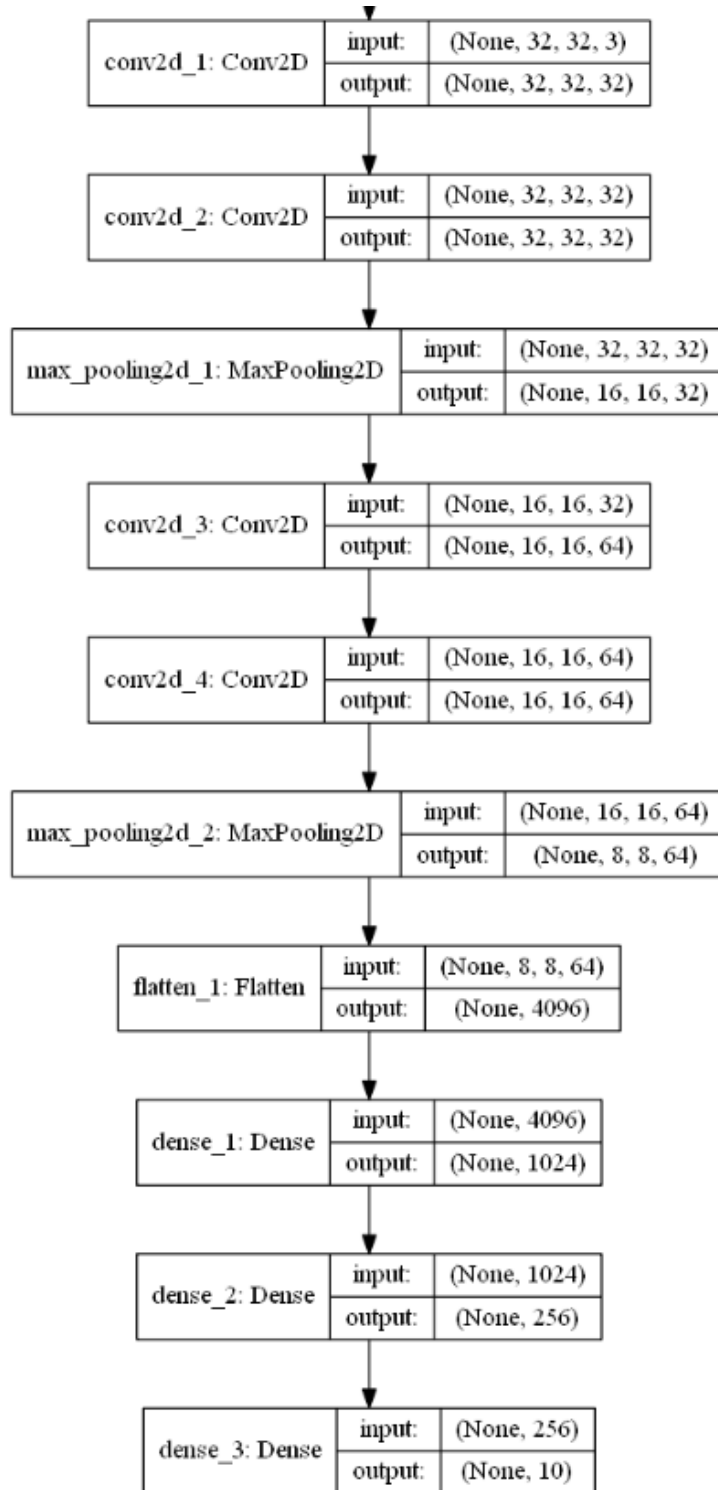 conv2d_1: Conv2D input: (None, 32, 32, 3)
output: (None, 32, 32, 32)
conv2d_2: Conv2D input: (None, 32, 32, 32)
output: (None, 32, 32, 32)
max_pooling2d_1: MaxPooling2D input: (None, 32, 32, 32)
output: (None, 16, 16, 32)
conv2d_3: Conv2D input: (None, 16, 16, 32)
output: (None, 16, 16, 64)
conv2d_4: Conv2D input: (None, 16, 16, 64)
output: (None, 16, 16, 64)
max_pooling2d_2: MaxPooling2D input: (None, 16, 16, 64)
output: (None, 8, 8, 64)
flatten_1: Flatten input: (None, 8, 8, 64)
output: (None, 4096)
dense_1: Dense input: (None, 4096)
output: (None, 1024)
dense_2: Dense input: (None, 1024)
output: (None, 256)
dense_3: Dense input: (None, 256)
output: (None, 10)